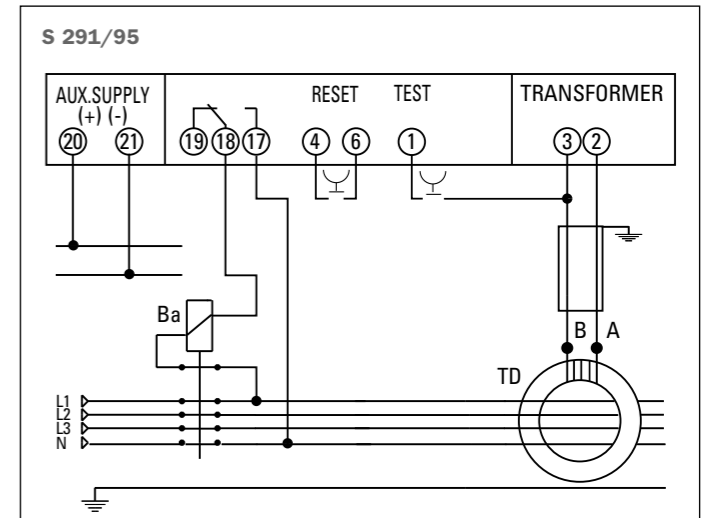 S 291/95
AUX.SUPPLY RESET TEST TRANSFORMER
(+) (-)
20 21 19 18 17 4 6 1 3 2
Ba
B A
TD
L1
L2
L3
N